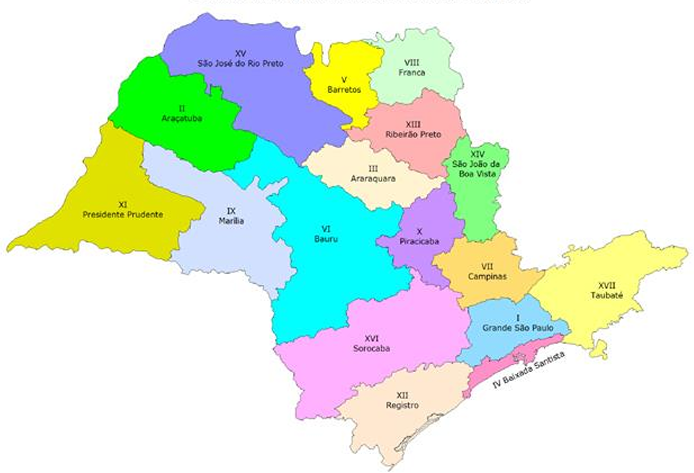 XV
São José do Rio Preto
VIII
Franca
V
Barretos
II
Araçatuba
XIII
Ribeirão Preto
XIV
São João da
Boa Vista
III
Araraquara
XI
Presidente Prudente
IX
Marília
VI
Bauru
X
Piracicaba
VII
Campinas
XVII
Taubaté
I
Grande São Paulo
XVI
Sorocaba
IV Baixada Santista
XII
Registro